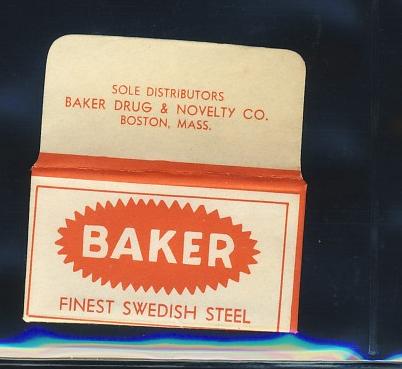 SOLE DISTRIBUTORS
BAKER DRUG & NOVELTY CO.
BOSTON, MASS.
BAKER
FINEST SWEDISH STEEL